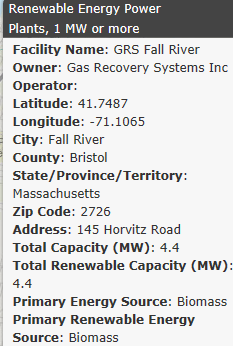 Renewable Energy Power
Plants, 1 MW or more
Facility Name: GRS Fall River
Owner: Gas Recovery Systems Inc
Operator:
Latitude: 41.7487
Longitude: -71.1065
City: Fall River
County: Bristol
State/Province/Territory:
Massachusetts
Zip Code: 2726
Address: 145 Horvitz Road
Total Capacity (MW): 4.4
Total Renewable Capacity (MW):
4.4
Primary Energy Source: Biomass
Primary Renewable Energy
Source: Biomass